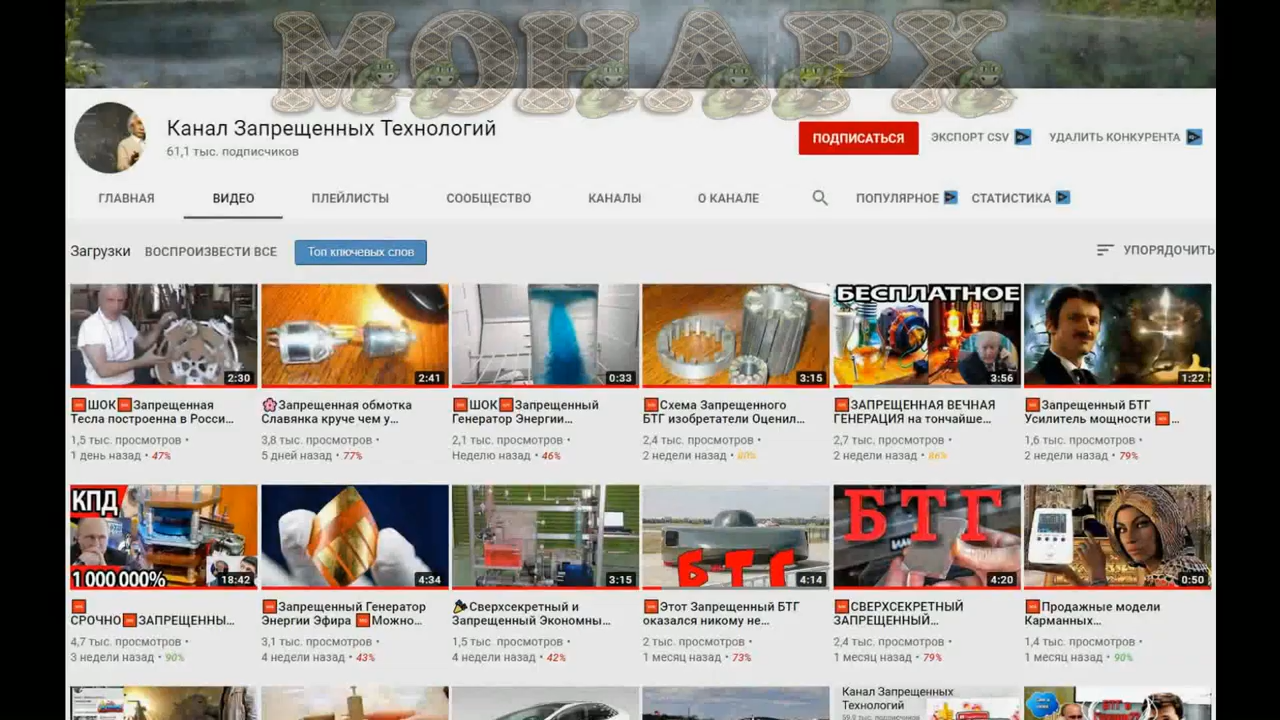 МОНАРХ
Канал Запрещенных Технологий
61,1 тыс. подписчиков
ПОДПИСАТЬСЯ
ЭКСПОРТ CSV
УДАЛИТЬ КОНКУРЕНТА
ГЛАВНАЯ ВИДЕО ПЛЕЙЛИСТЫ СООБЩЕСТВО КАНАЛЫ О КАНАЛЕ ПОПУЛЯРНОЕ СТАТИСТИКА
Загрузки ВОСПРОИЗВЕСТИ ВСЕ Топ ключевых слов УПОРЯДОЧИТЬ
2:30
ШОК Запрещенная
Тесла построенна в Росси...
1,5 тыс. просмотров •
1 день назад • 47%
2:41
Запрещенная обмотка
Славянка круче чем у...
3,8 тыс. просмотров •
5 дней назад • 77%
0:33
ШОК Запрещенный
Генератор Энергии...
2,1 тыс. просмотров •
Неделю назад • 46%
3:15
Схема Запрещенного
БТГ изобретатели Оценил...
2,4 тыс. просмотров •
2 недели назад • 80%
БЕСПЛАТНОЕ
3:56
ЗАПРЕЩЕННАЯ ВЕЧНАЯ
ГЕНЕРАЦИЯ на тончайше...
2,7 тыс. просмотров •
2 недели назад • 86%
1:22
Запрещенный БТГ
Усилитель мощности ...
1,6 тыс. просмотров •
2 недели назад • 79%
КПД
1 000 000%
18:42
СРОЧНО ЗАПРЕЩЕННЫ...
4,7 тыс. просмотров •
3 недели назад • 90%
4:34
Запрещенный Генератор
Энергии Эфира Можно...
3,1 тыс. просмотров •
4 недели назад • 43%
3:15
Сверхсекретный и
Запрещенный Экономны...
1,5 тыс. просмотров •
4 недели назад • 42%
БТГ
4:14
Этот Запрещенный БТГ
оказался никому не...
2 тыс. просмотров •
1 месяц назад • 73%
БТГ
4:20
СВЕРХСЕКРЕТНЫЙ
ЗАПРЕЩЕННЫЙ...
2,4 тыс. просмотров •
1 месяц назад • 79%
0:50
Продажные модели
Карманных...
1,4 тыс. просмотров •
1 месяц назад • 90%
Канал Запрещенных
Технологий